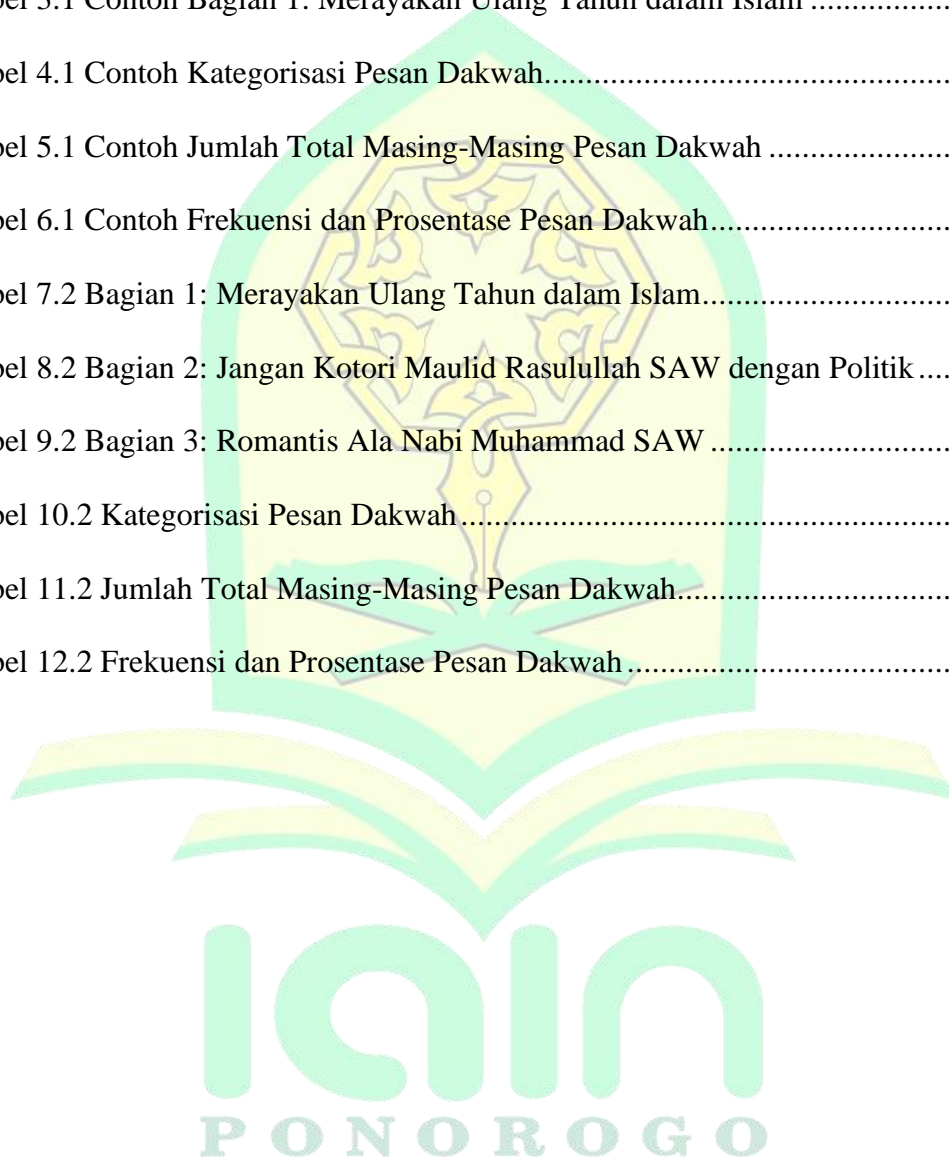 bel 3.1 Contoh Bagian 1: Merayakan Ulang Tahun dalam Islam ................
bel 4.1 Contoh Kategorisasi Pesan Dakwah..............................................
bel 5.1 Contoh Jumlah Total Masing-Masing Pesan Dakwah .....................
bel 6.1 Contoh Frekuensi dan Prosentase Pesan Dakwah...........................
bel 7.2 Bagian 1: Merayakan Ulang Tahun dalam Islam............................
bel 8.2 Bagian 2: Jangan Kotori Maulid Rasulullah SAW dengan Politik ....
bel 9.2 Bagian 3: Romantis Ala Nabi Muhammad SAW ...........................
bel 10.2 Kategorisasi Pesan Dakwah .......................................................
bel 11.2 Jumlah Total Masing-Masing Pesan Dakwah...............................
bel 12.2 Frekuensi dan Prosentase Pesan Dakwah .....................................
iain
PONOROGO